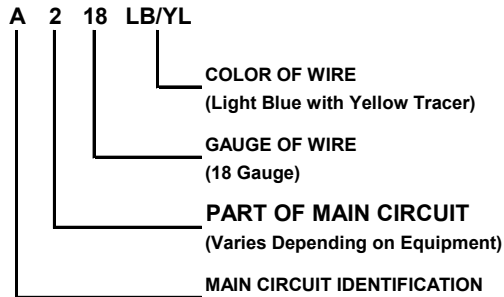 A 2 18 LB/YL
COLOR OF WIRE
(Light Blue with Yellow Tracer)
GAUGE OF WIRE
(18 Gauge)
PART OF MAIN CIRCUIT
(Varies Depending on Equipment)
MAIN CIRCUIT IDENTIFICATION